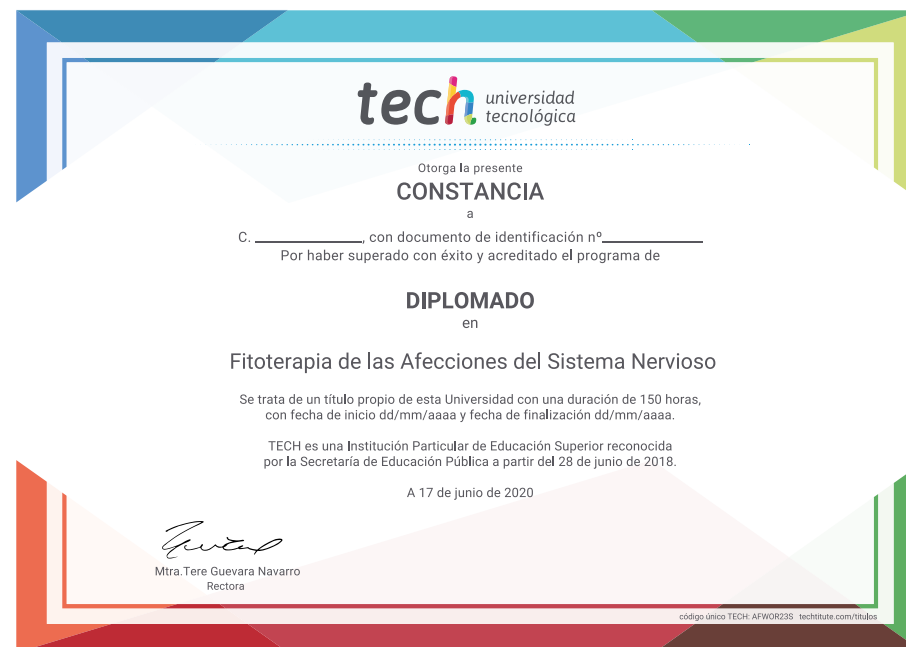 tech universidad
tecnológica
Otorga la presente
CONSTANCIA
a
C. ____________, con documento de identificación nº____________
Por haber superado con éxito y acreditado el programa de
DIPLOMADO
en
Fitoterapia de las Afecciones del Sistema Nervioso
Se trata de un título propio de esta Universidad con una duración de 150 horas,
con fecha de inicio dd/mm/aaaa y fecha de finalización dd/mm/aaaa.
TECH es una Institución Particular de Educación Superior reconocida
por la Secretaría de Educación Pública a partir del 28 de junio de 2018.
A 17 de junio de 2020
Mtra.Tere Guevara Navarro
Rectora
código único TECH: AFWOR23S techtitute.com/titulos